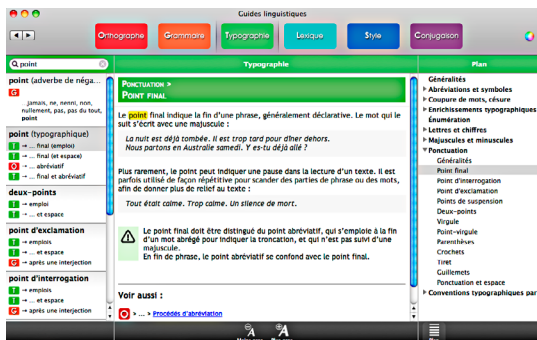 Guides linguistiques
Orthographe
Grammaire
Typographie
Lexique
Style
Conjugaison
point
Typographie
Plan
point (adverbe de néga...
G
...jamais, ne, nenni, non,
nullement, pas, pas du tout,
point
point (typographique)
T → ... final (emploi)
T → ... final (et espace)
O → abréviatif
T → ... final et abréviatif
deux-points
T → emploi
T → ... et espace
point d'exclamation
T → emplois
T → ... et espace
G → après une interjection
point d'interrogation
T → emplois
T → ... et espace
G → après une interjection
PONCTUATION >
POINT FINAL
Le point final indique la fin d'une phrase, généralement déclarative. Le mot qui le
suit s'écrit avec une majuscule :
La nuit est déjà tombée. Il est trop tard pour dîner dehors.
Nous partons en Australie samedi. Y es-tu déjà allé ?
Plus rarement, le point peut indiquer une pause dans la lecture d'un texte. Il est
parfois utilisé de façon répétitive pour scander des parties de phrase ou des mots,
afin de donner plus de relief au texte :
Tout était calme. Trop calme. Un silence de mort.
Le point final doit être distingué du point abréviatif, qui s'emploie à la fin
d'un mot abrégé pour indiquer la troncation, et qui n'est pas suivi d'une
majuscule.
En fin de phrase, le point abréviatif se confond avec le point final.
Voir aussi :
O > ... > Procédés d'abréviation
Généralités
Abréviations et symboles
Coupure de mots, césure
Enrichissements typographiques
Énumération
Lettres et chiffres
Majuscules et minuscules
Ponctuation
Généralités
Point final
Point d'interrogation
Point d'exclamation
Points de suspension
Deux-points
Virgule
Point-virgule
Parenthèses
Crochets
Tiret
Guillemets
Ponctuation et espace
Conventions typographiques par
A
A